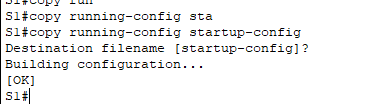 S1#copy run
S1#copy running-config sta
S1#copy running-config startup-config
Destination filename [startup-config]?
Building configuration...
[OK]
S1#